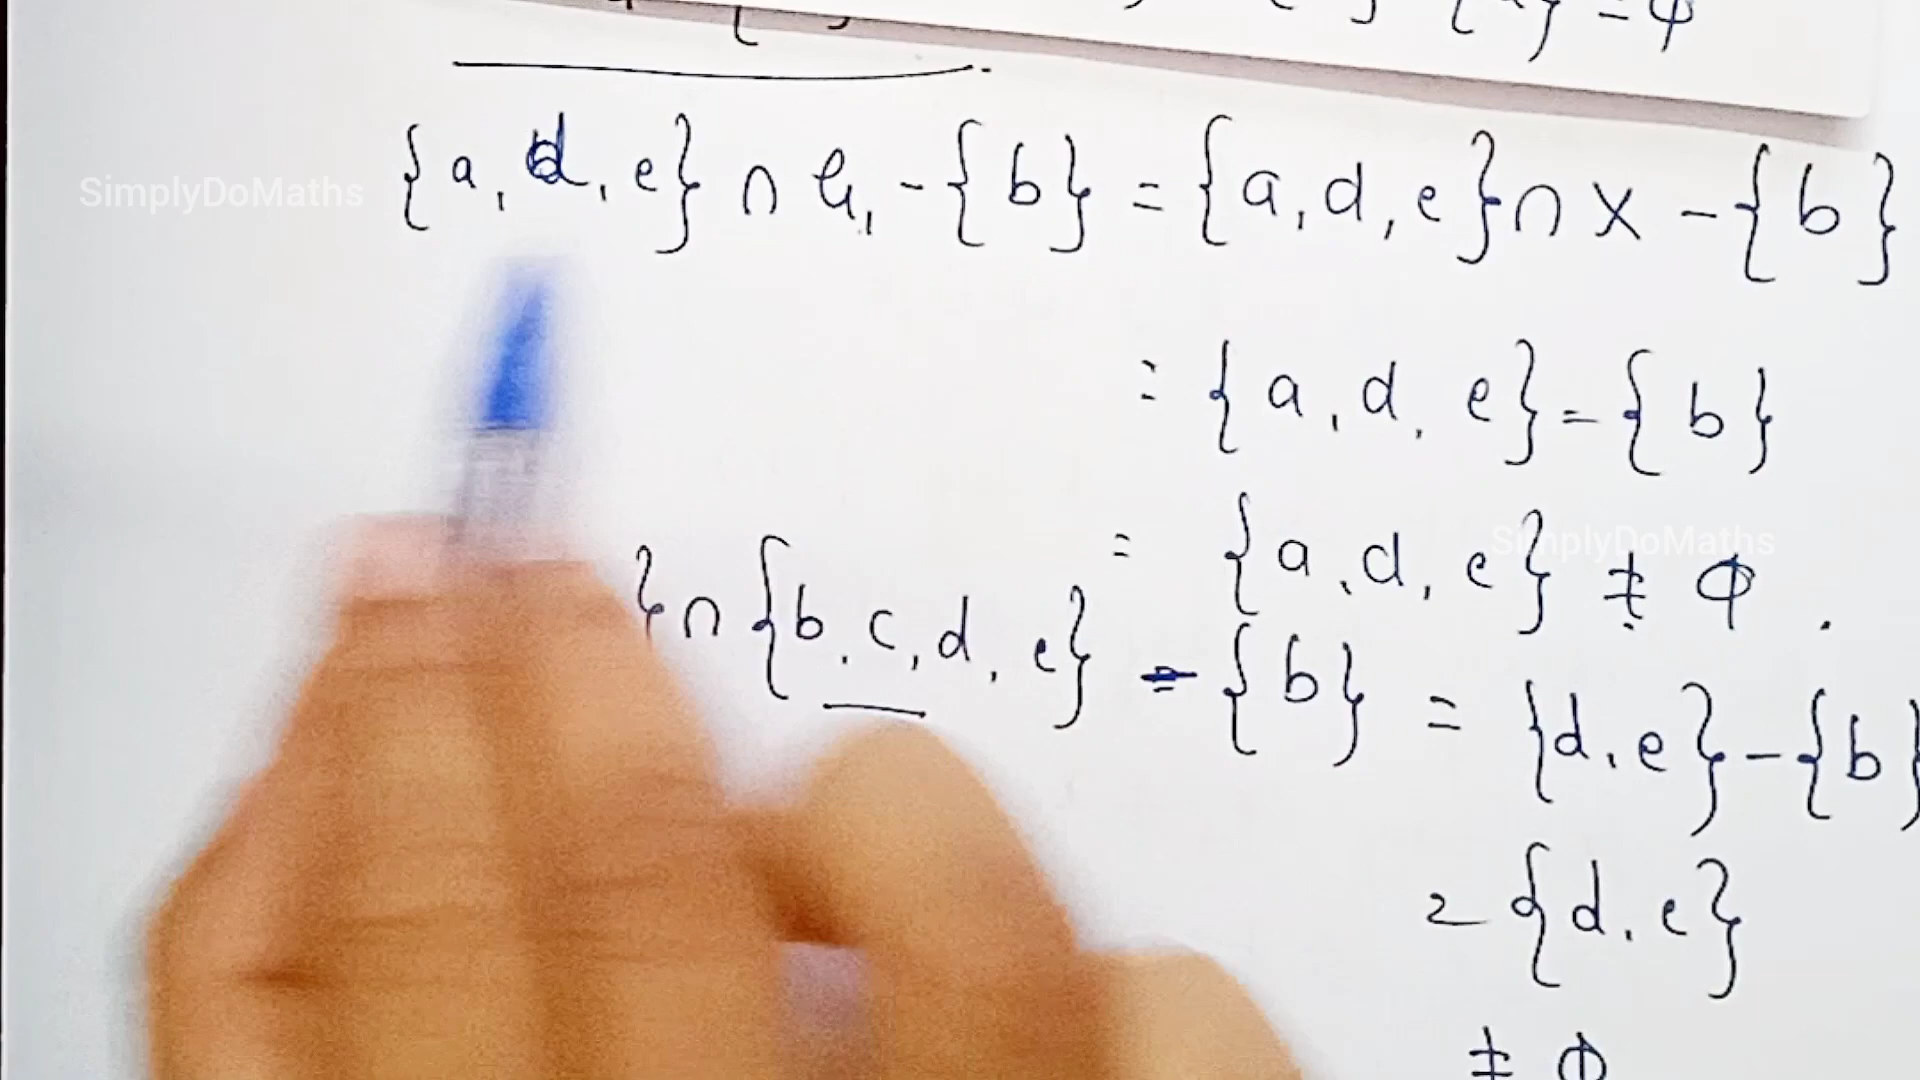 {a} = φ
{a, d, e} ∩ G₁ - {b} = {a, d, e} ∩ X - {b}
SimplyDoMaths
= {a, d, e} - {b}
= {a, d, e} ≠ φ.
SimplyDoMaths
} ∩ {b, c, d, e} - {b} = {d, e} - {b}
= {d, e}
≠ φ